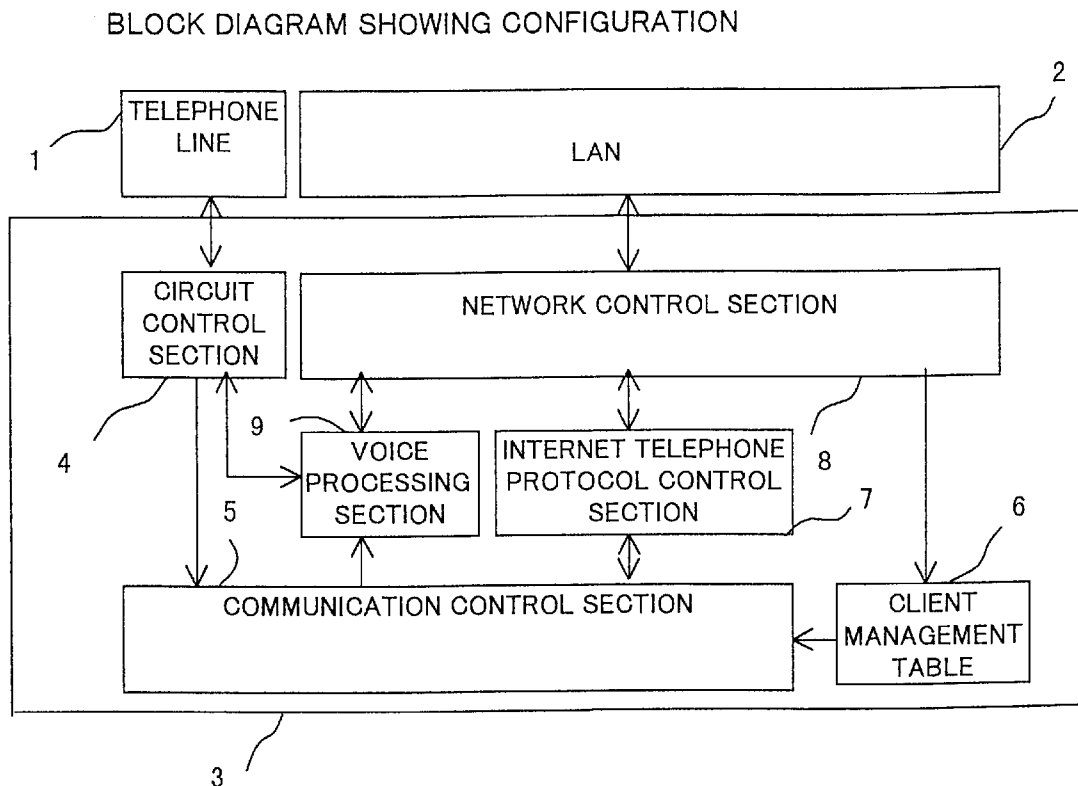 BLOCK DIAGRAM SHOWING CONFIGURATION
2
TELEPHONE
LINE
LAN
1
CIRCUIT
CONTROL
SECTION
NETWORK CONTROL SECTION
4
9
VOICE
PROCESSING
SECTION
INTERNET TELEPHONE
PROTOCOL CONTROL
SECTION
8
7
5
6
COMMUNICATION CONTROL SECTION
CLIENT
MANAGEMENT
TABLE
3